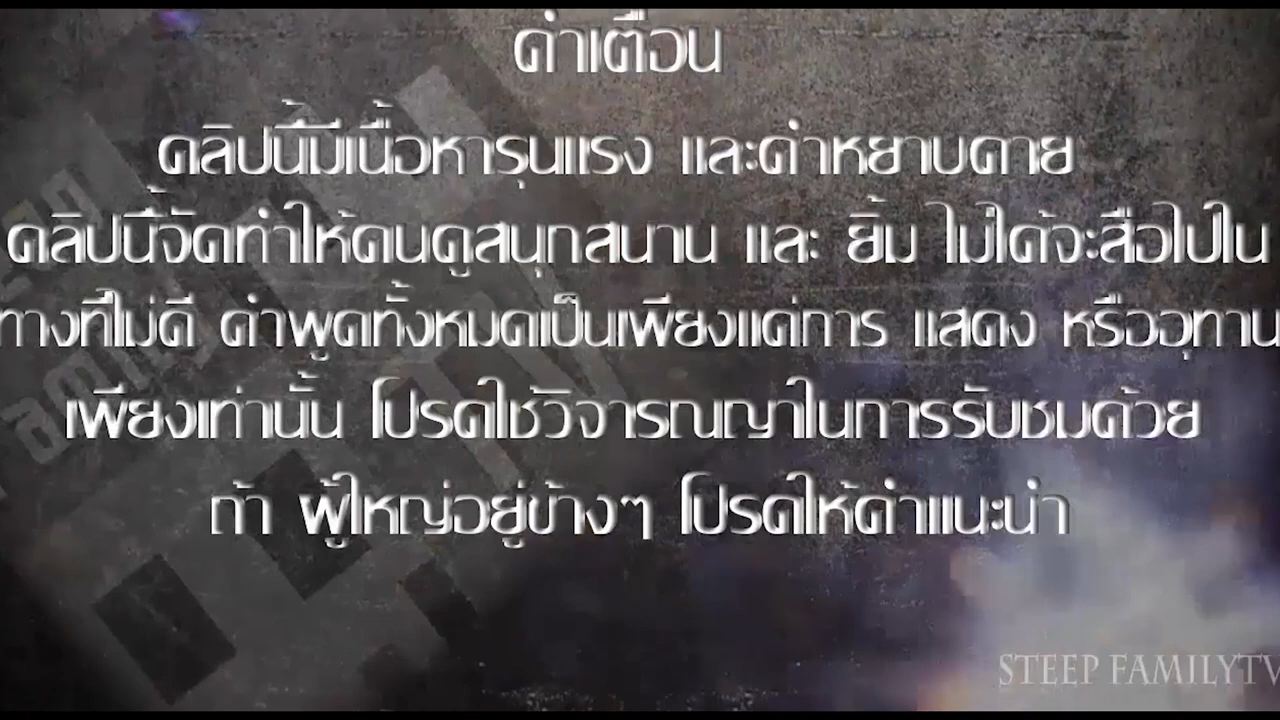 คำเตือน
คลิปนี้มีเนื้อหารุนแรง และคำหยาบคาย
คลิปนี้จัดทำให้คนดูสนุกสนาน และ ยิ้ม ไม่ได้จะสือไปใน
ทางที่ไม่ดี คำพูดทั้งหมดเป็นเพียงแค่การ แสดง หรืออุทาน
เพียงเท่านั้น โปรดใช้วิจารณญาในการรับชมด้วย
ถ้า ผู้ใหญ่อยู่ข้างๆ โปรดให้คำแนะนำ
STEEP FAMILYTV